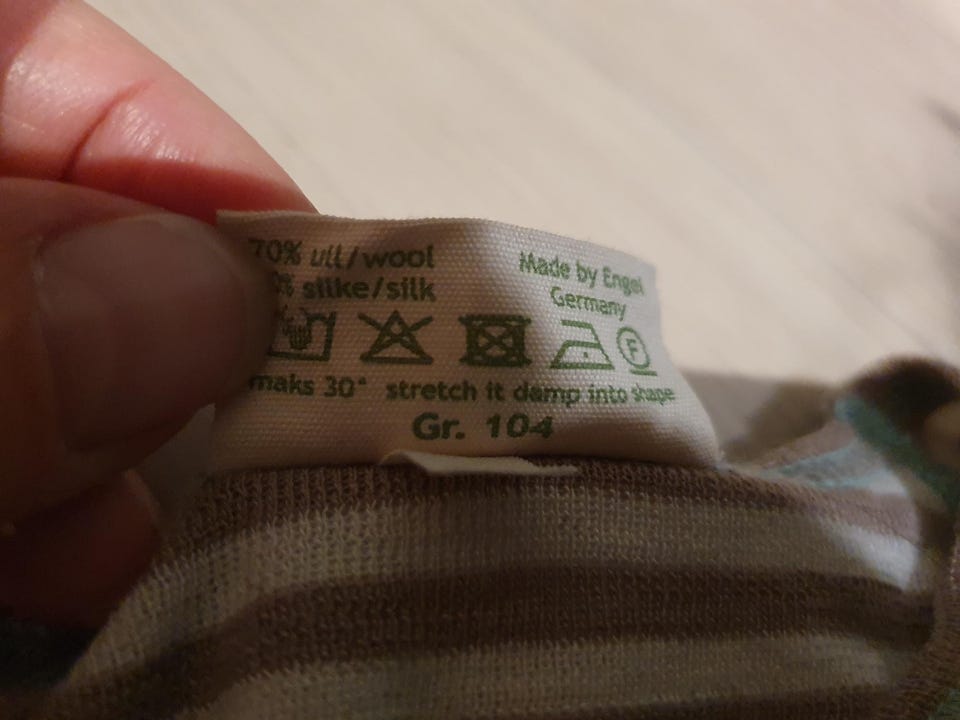 70% ull/wool
% silke/silk
Made by Engel
Germany
F
maks 30° stretch it damp into shape
Gr. 104